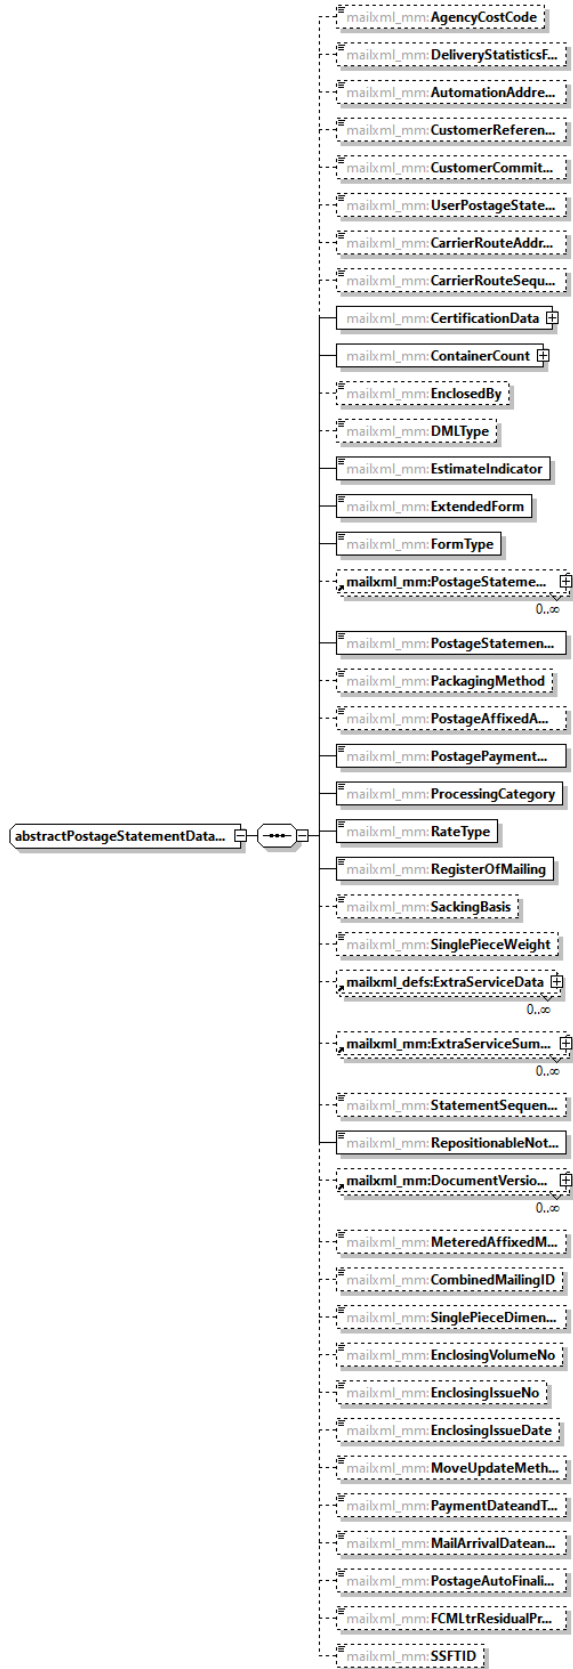 mailxml_mm:AgencyCostCode
mailxml_mm:DeliveryStatisticsF...
mailxml_mm:AutomationAddre...
mailxml_mm:CustomerReferen...
mailxml_mm:CustomerCommit...
mailxml_mm:UserPostageState...
mailxml_mm:CarrierRouteAddr...
mailxml_mm:CarrierRouteSequ...
mailxml_mm:CertificationData
mailxml_mm:ContainerCount
mailxml_mm:EnclosedBy
mailxml_mm:DMLType
mailxml_mm:EstimateIndicator
mailxml_mm:ExtendedForm
mailxml_mm:FormType
mailxml_mm:PostageStateme...
0..∞
mailxml_mm:PostageStatemen...
mailxml_mm:PackagingMethod
mailxml_mm:PostageAffixedA...
mailxml_mm:PostagePayment...
mailxml_mm:ProcessingCategory
abstractPostageStatementData...
mailxml_mm:RateType
mailxml_mm:RegisterOfMailing
mailxml_mm:SackingBasis
mailxml_mm:SinglePieceWeight
mailxml_defs:ExtraServiceData
0..∞
mailxml_mm:ExtraServiceSum...
0..∞
mailxml_mm:StatementSequen...
mailxml_mm:RepositionableNot...
mailxml_mm:DocumentVersio...
0..∞
mailxml_mm:MeteredAffixedM...
mailxml_mm:CombinedMailingID
mailxml_mm:SinglePieceDimen...
mailxml_mm:EnclosingVolumeNo
mailxml_mm:EnclosingIssueNo
mailxml_mm:EnclosingIssueDate
mailxml_mm:MoveUpdateMeth...
mailxml_mm:PaymentDateandT...
mailxml_mm:MailArrivalDatean...
mailxml_mm:PostageAutoFinali...
mailxml_mm:FCMLtrResidualPr...
mailxml_mm:SSFTID